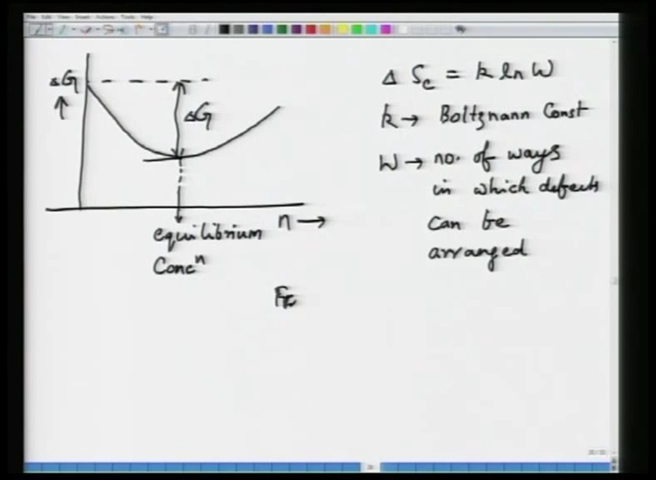 ΔG
ΔG
equilibrium
Concⁿ
n →
ΔS_c = k ln W
k → Boltzmann Const
W → no. of ways
in which defects
can be
arranged